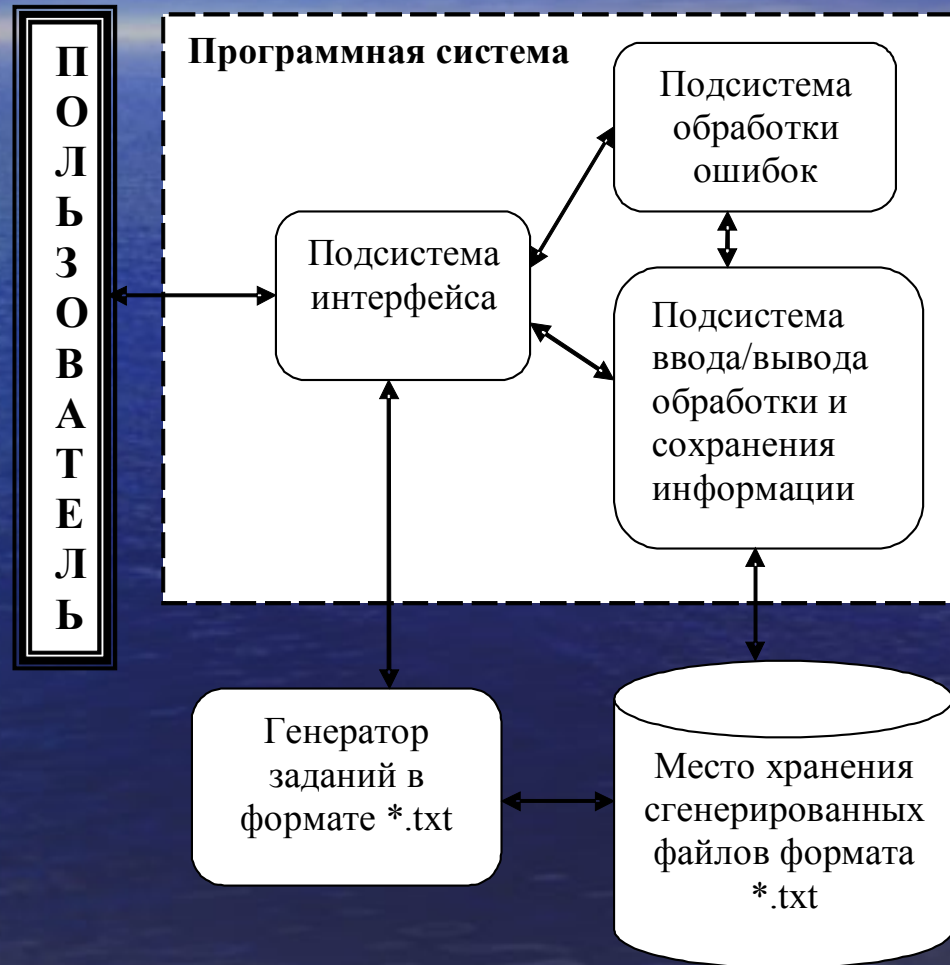 ПОЛЬЗОВАТЕЛЬ
Программная система
Подсистема
обработки
ошибок
Подсистема
интерфейса
Подсистема
ввода/вывода
обработки и
сохранения
информации
Генератор
заданий в
формате *.txt
Место хранения
сгенерированных
файлов формата
*.txt